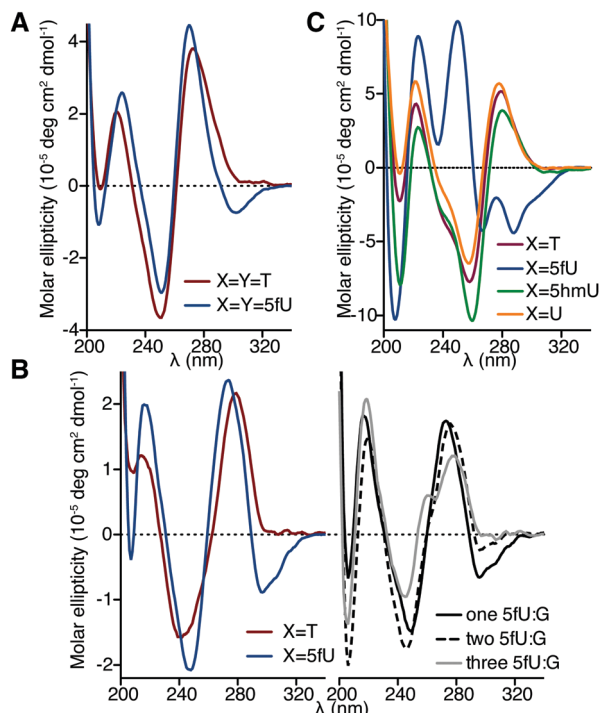 A
Molar ellipticity (10⁻⁵ deg cm² dmol⁻¹)
4
2
0
-2
-4
200 240 280 320
λ (nm)
X=Y=T
X=Y=5fU
C
Molar ellipticity (10⁻⁵ deg cm² dmol⁻¹)
10
5
0
-5
-10
200 240 280 320
λ (nm)
X=T
X=5fU
X=5hmU
X=U
B
Molar ellipticity (10⁻⁵ deg cm² dmol⁻¹)
2
1
0
-1
-2
200 240 280 320
X=T
X=5fU
200 240 280 320
λ (nm)
one 5fU:G
two 5fU:G
three 5fU:G